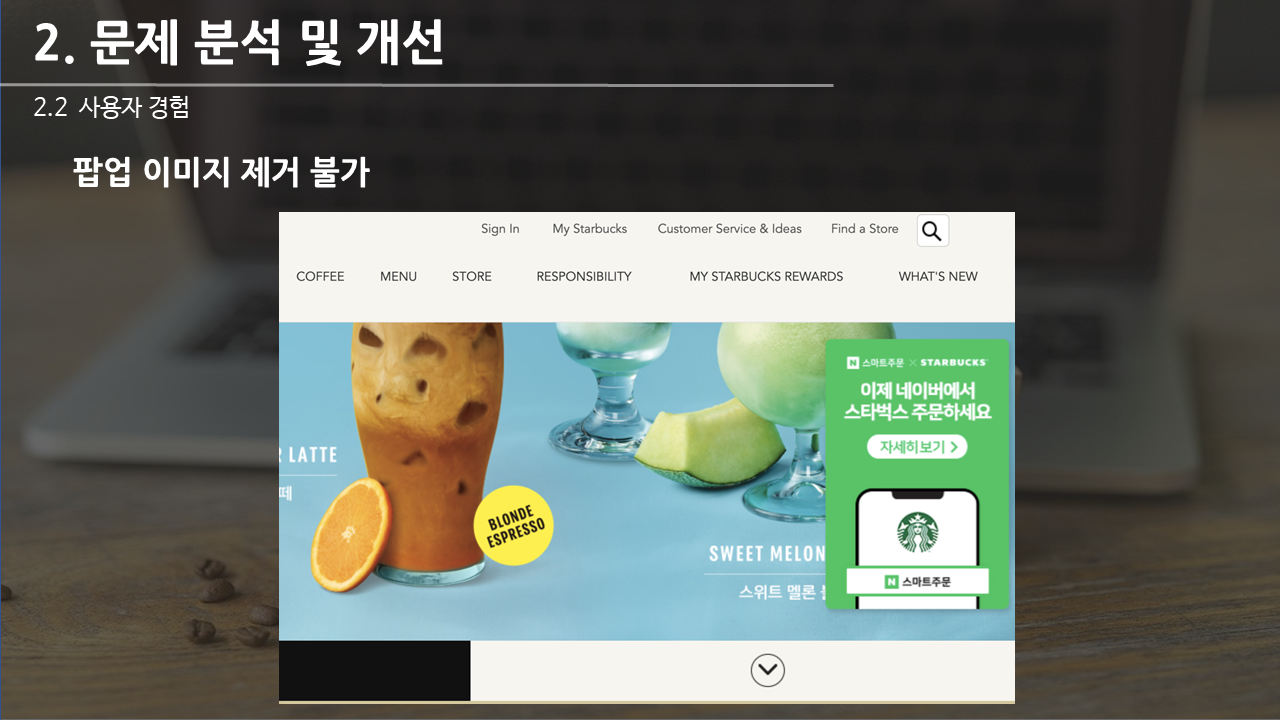 2. 문제 분석 및 개선
2.2 사용자 경험
팝업 이미지 제거 불가
Sign In My Starbucks Customer Service & Ideas Find a Store
COFFEE MENU STORE RESPONSIBILITY MY STARBUCKS REWARDS WHAT'S NEW
N 스마트주문 × STARBUCKS
이제 네이버에서
스타벅스 주문하세요
자세히보기 >
LATTE
BLONDE
ESPRESSO
SWEET MELON
스위트 멜론
N 스마트주문